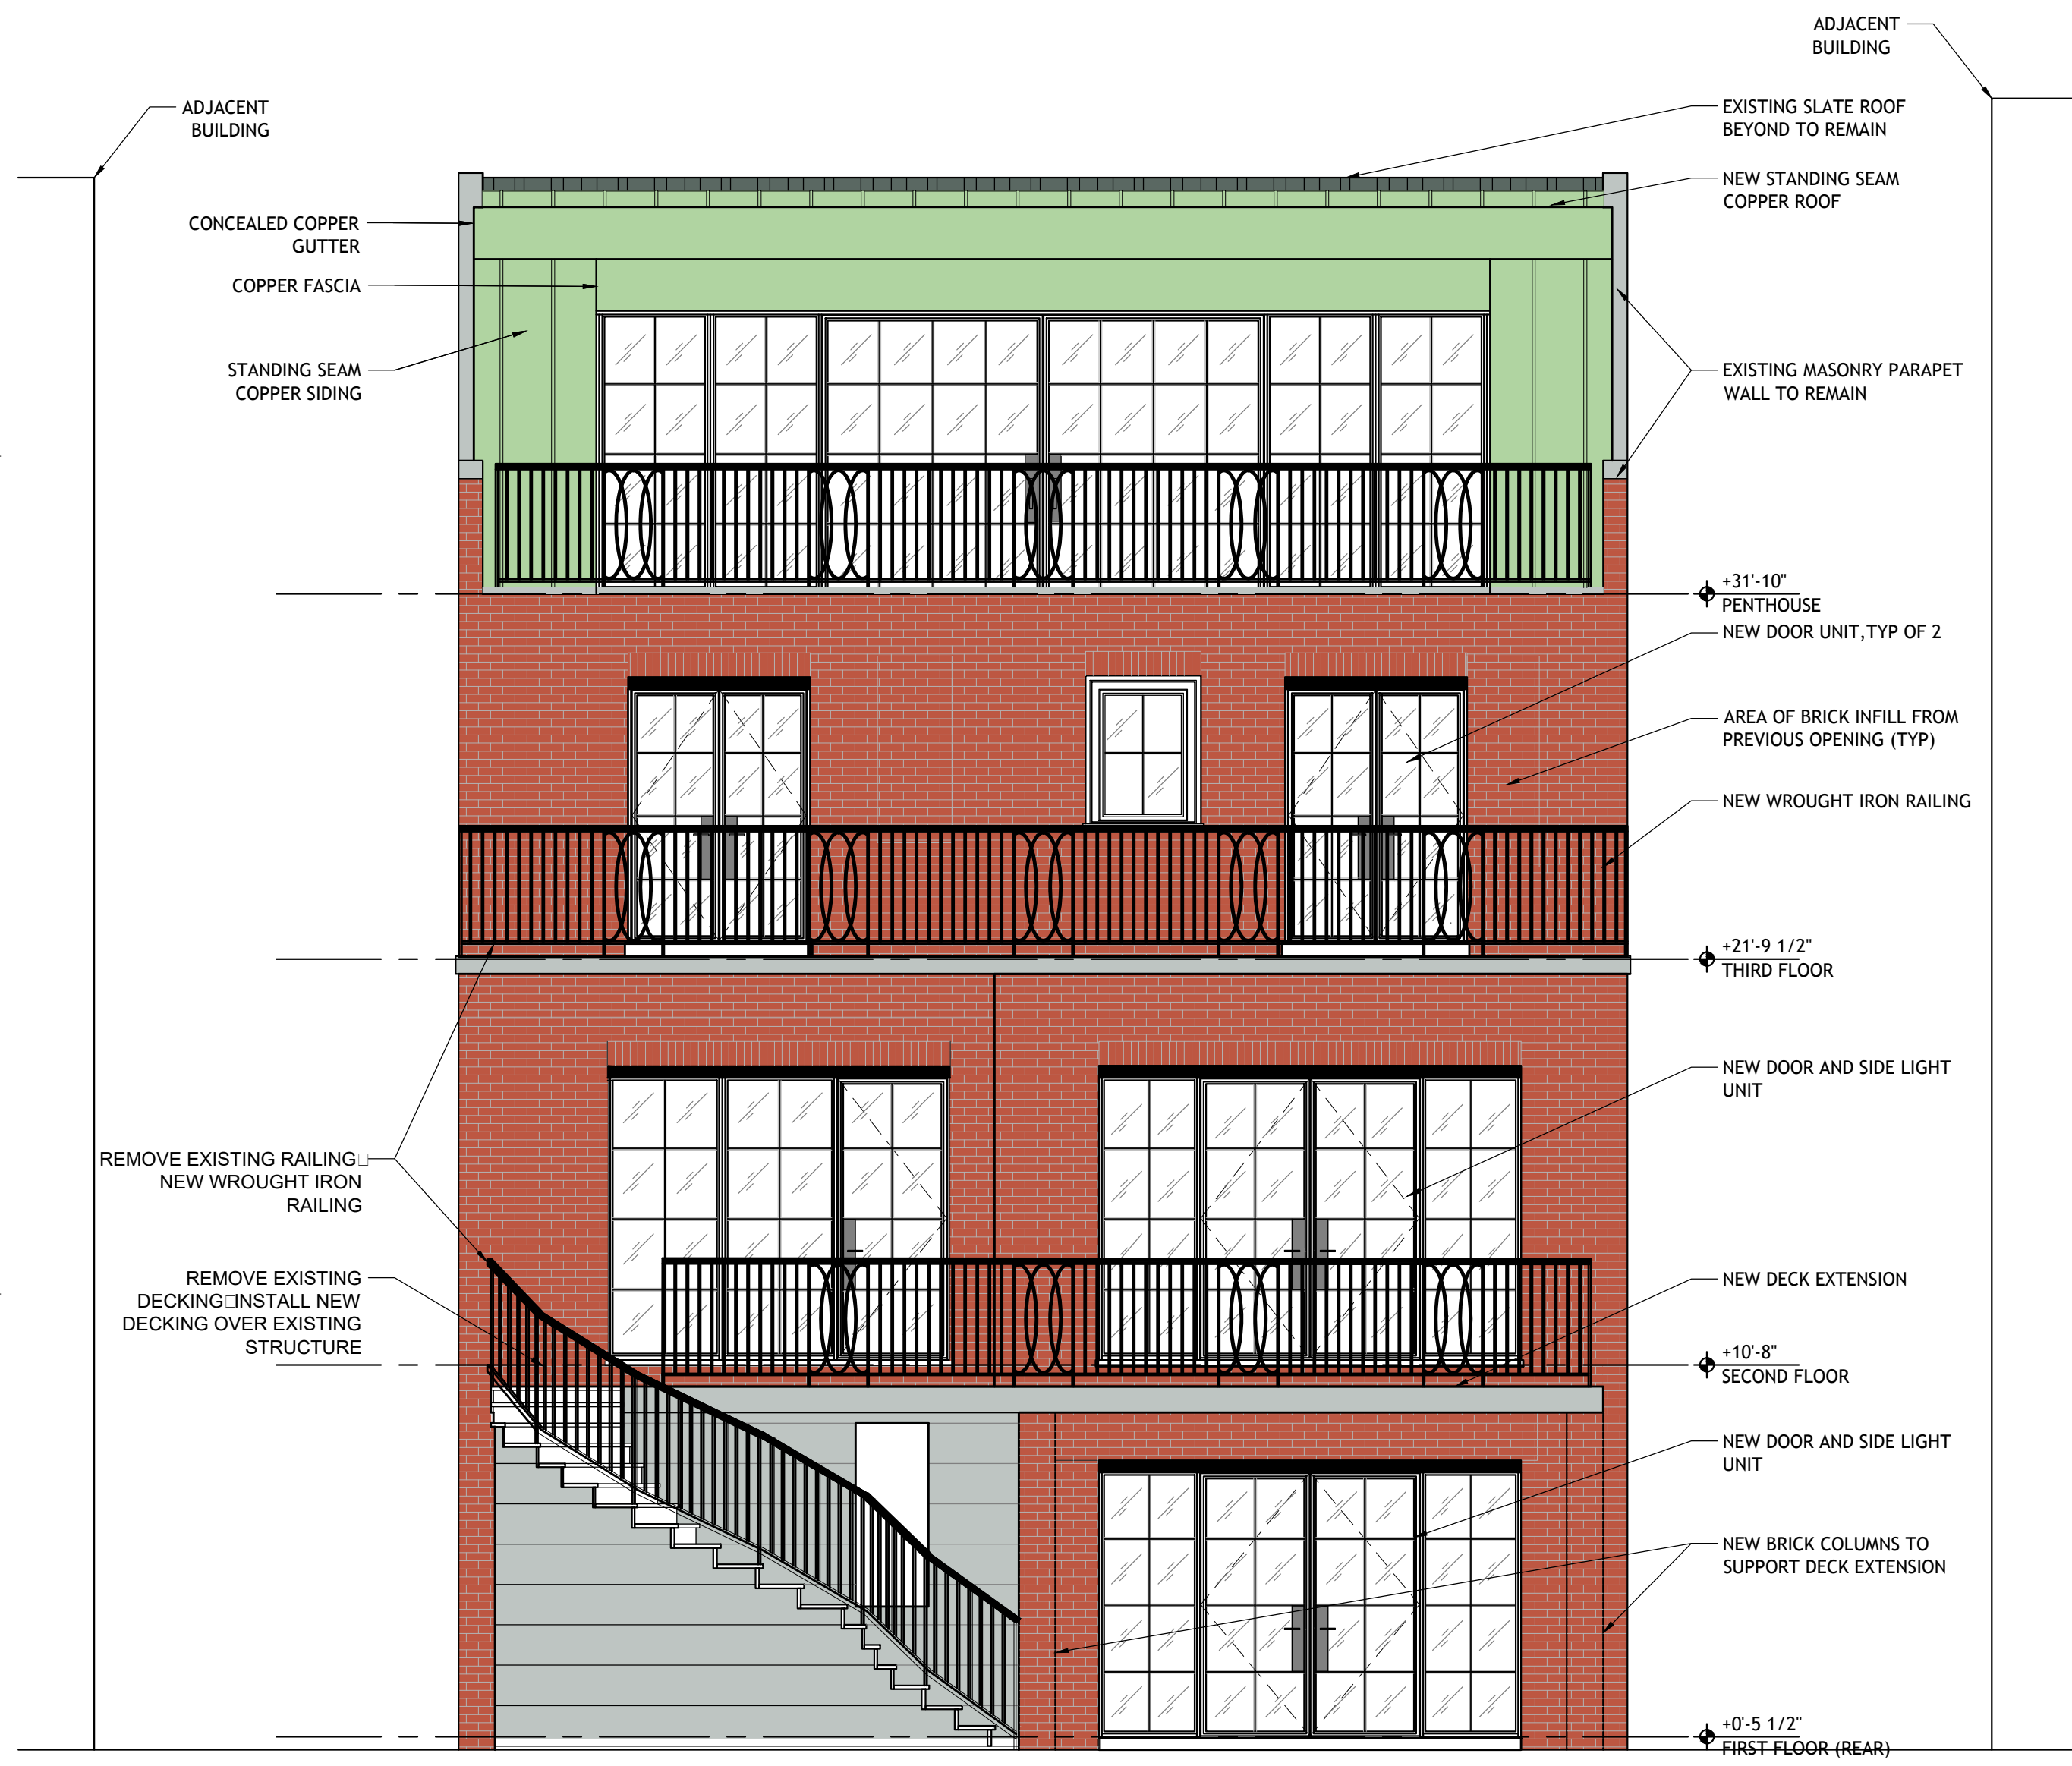 ADJACENT
BUILDING
ADJACENT
BUILDING
CONCEALED COPPER
GUTTER
COPPER FASCIA
STANDING SEAM
COPPER SIDING
REMOVE EXISTING RAILING□
NEW WROUGHT IRON
RAILING
REMOVE EXISTING
DECKING□INSTALL NEW
DECKING OVER EXISTING
STRUCTURE
EXISTING SLATE ROOF
BEYOND TO REMAIN
NEW STANDING SEAM
COPPER ROOF
EXISTING MASONRY PARAPET
WALL TO REMAIN
+31'-10"
PENTHOUSE
NEW DOOR UNIT,TYP OF 2
AREA OF BRICK INFILL FROM
PREVIOUS OPENING (TYP)
NEW WROUGHT IRON RAILING
+21'-9 1/2"
THIRD FLOOR
NEW DOOR AND SIDE LIGHT
UNIT
NEW DECK EXTENSION
+10'-8"
SECOND FLOOR
NEW DOOR AND SIDE LIGHT
UNIT
NEW BRICK COLUMNS TO
SUPPORT DECK EXTENSION
+0'-5 1/2"
FIRST FLOOR (REAR)